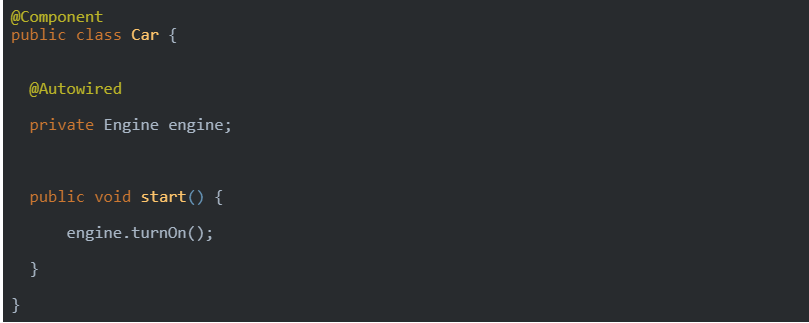 @Component
public class Car {
@Autowired
private Engine engine;
public void start() {
engine.turnOn();
}
}